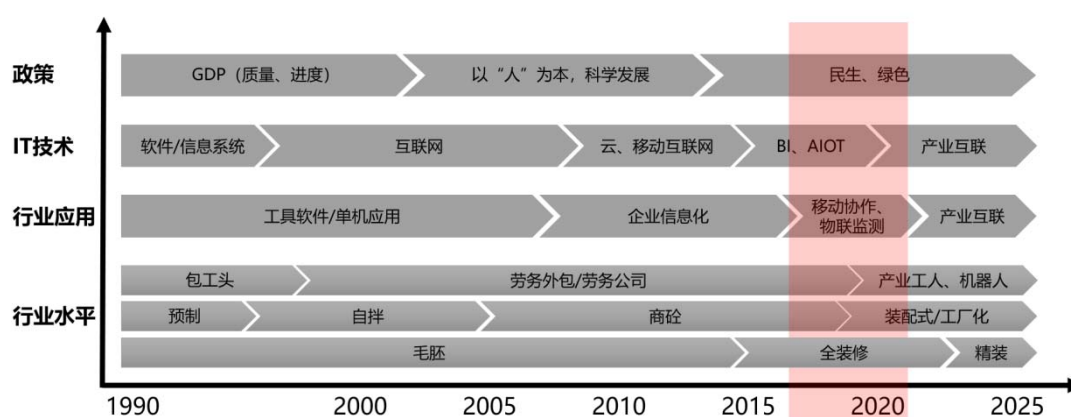 政策
GDP（质量、进度）
以“人”为本，科学发展
民生、绿色
IT技术
软件/信息系统
互联网
云、移动互联网
BI、AIOT
产业互联
行业应用
工具软件/单机应用
企业信息化
移动协作、
物联监测
产业互联
行业水平
包工头
劳务外包/劳务公司
产业工人、机器人
预制
自拌
商砼
装配式/工厂化
毛胚
全装修
精装
1990
2000
2005
2010
2015
2020
2025